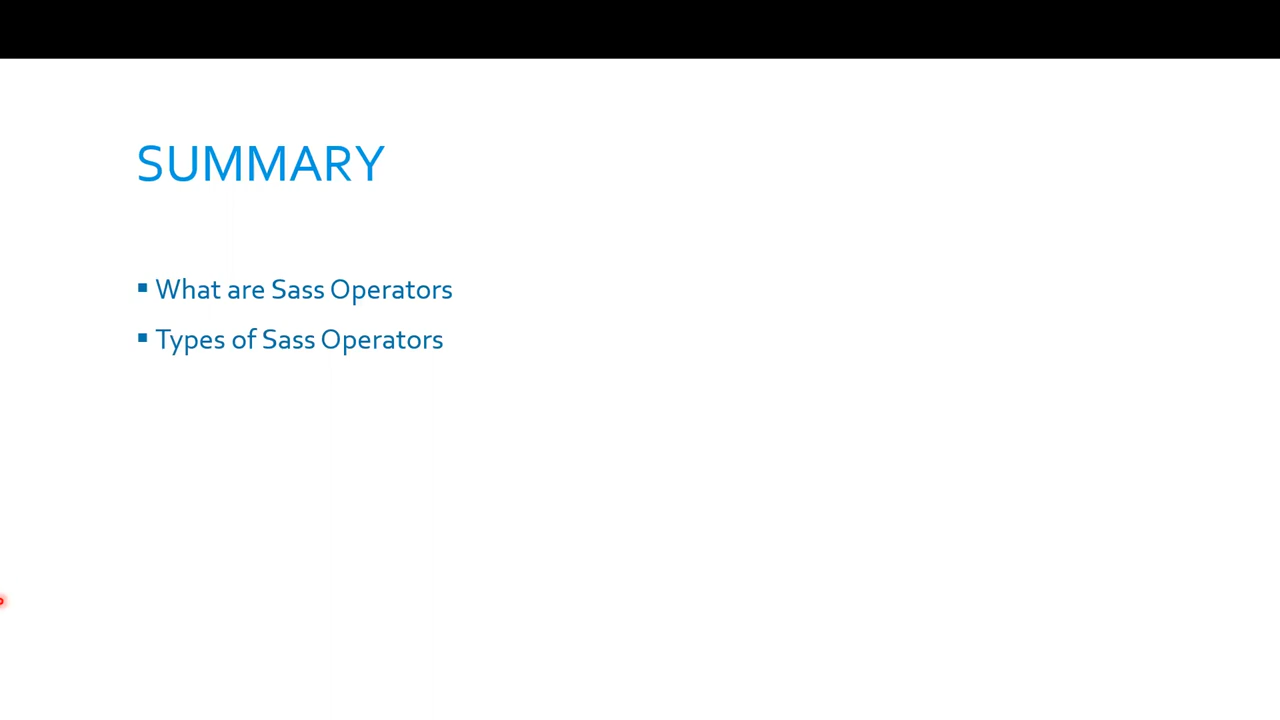 SUMMARY
▪ What are Sass Operators
▪ Types of Sass Operators